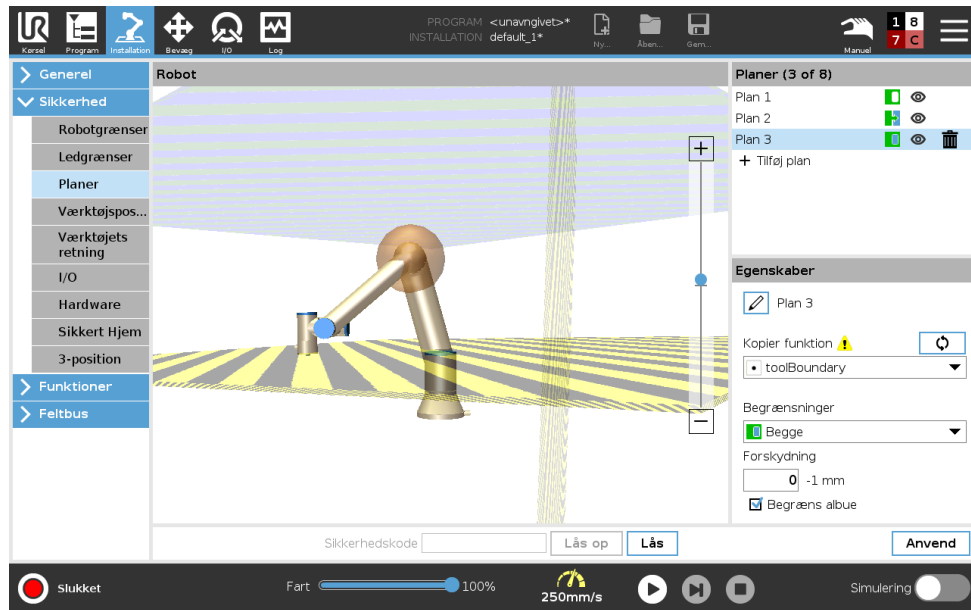 UR
PROGRAM <unavngivet>*
INSTALLATION default_1*
Kørsel
Program
Installation
Bevæg
I/O
Log
Ny...
Åben...
Gem...
Manuel
1 8
7 C
Generel
Sikkerhed
Robotgrænser
Ledgrænser
Planer
Værktøjspos...
Værktøjets
retning
I/O
Hardware
Sikkert Hjem
3-position
Funktioner
Feltbus
Robot
Planer (3 of 8)
Plan 1
Plan 2
Plan 3
Tilføj plan
Egenskaber
Plan 3
Kopier funktion
toolBoundary
Begrænsninger
Begge
Forskydning
0 -1 mm
Begræns albue
Sikkerhedskode
Lås op
Lås
Anvend
Slukket
Fart
100%
250mm/s
Simulering